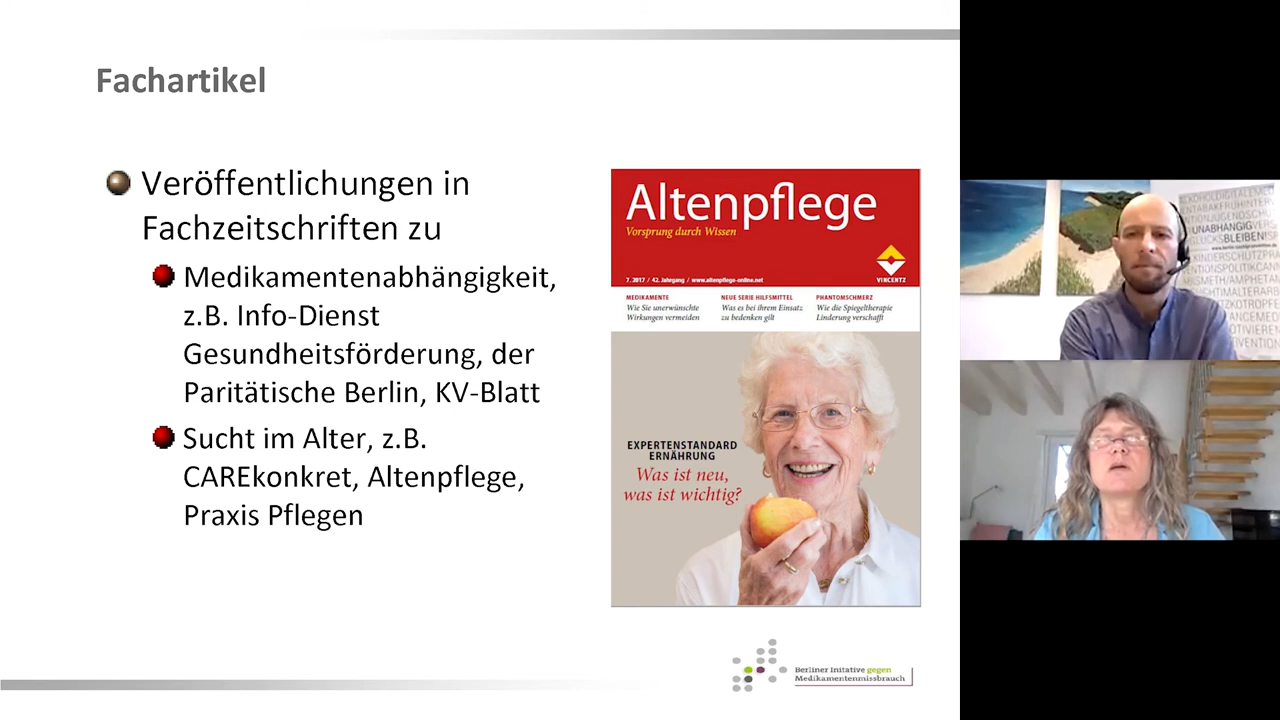 Fachartikel
Veröffentlichungen in
Fachzeitschriften zu
Medikamentenabhängigkeit,
z.B. Info-Dienst
Gesundheitsförderung, der
Paritätische Berlin, KV-Blatt
Sucht im Alter, z.B.
CAREkonkret, Altenpflege,
Praxis Pflegen
Altenpflege
Vorsprung durch Wissen
VINCENTZ
7. 2017 / 42. Jahrgang / www.altenpflege-online.net
MEDIKAMENTE
Wie Sie unerwünschte
Wirkungen vermeiden
NEUE SERIE HILFSMITTEL
Was es bei ihrem Einsatz
zu bedenken gilt
PHANTOMSCHMERZ
Wie die Spiegeltherapie
Linderung verschafft
EXPERTENSTANDARD
ERNÄHRUNG
Was ist neu,
was ist wichtig?
Berliner Initative gegen
Medikamentenmissbrauch
UNABHÄNGIG
BLEIBEN!